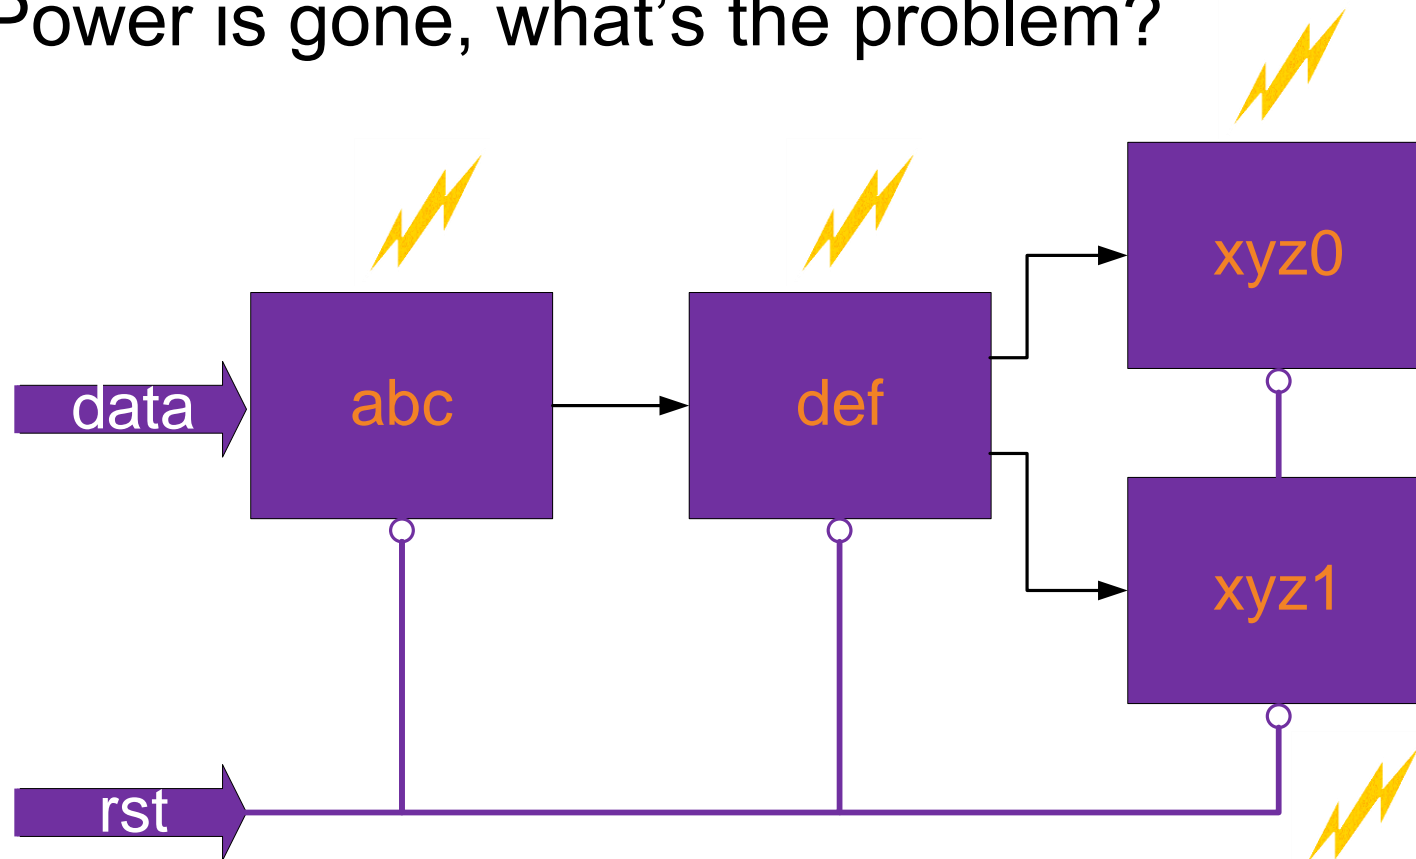 Power is gone, what's the problem?
xyz0
data
abc
def
xyz1
rst